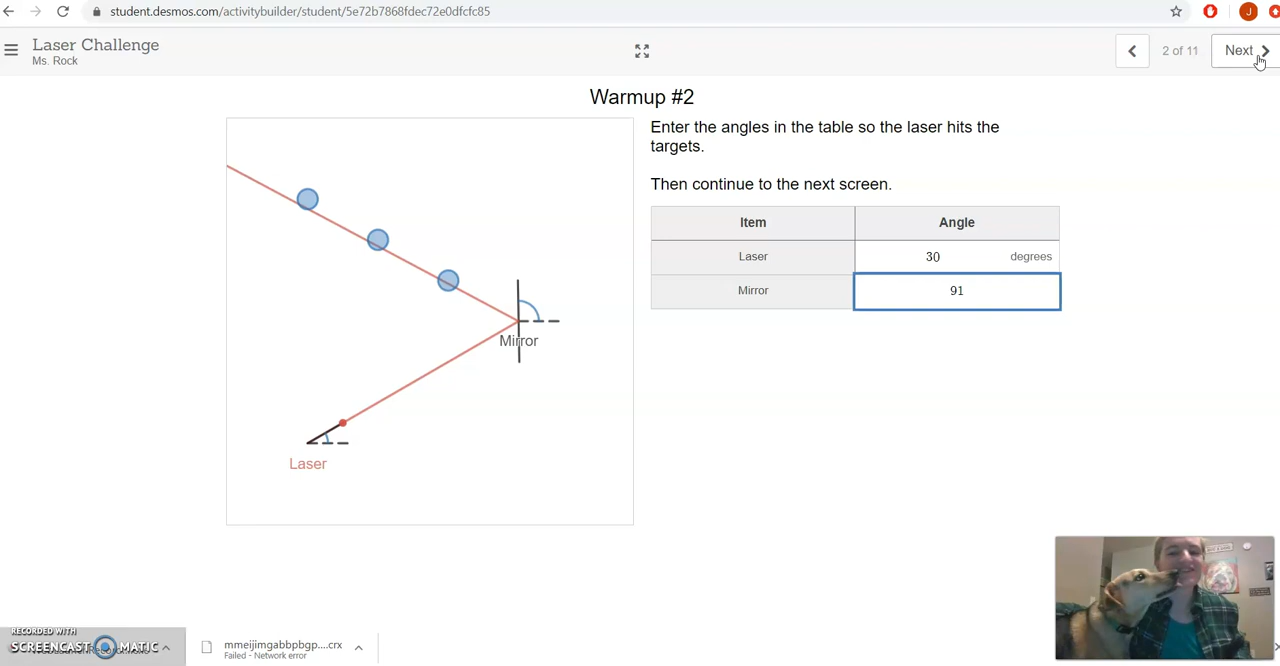 student.desmos.com/activitybuilder/student/5e72b7868fdec72e0dfcfc85
J
Laser Challenge
Ms. Rock
2 of 11
Next
Warmup #2
Enter the angles in the table so the laser hits the
targets.
Then continue to the next screen.
Item Angle
Laser 30 degrees
Mirror 91
Mirror
Laser
RECORDED WITH
SCREENCAST MATIC
mmeijimgabbpbgp....crx
Failed - Network error